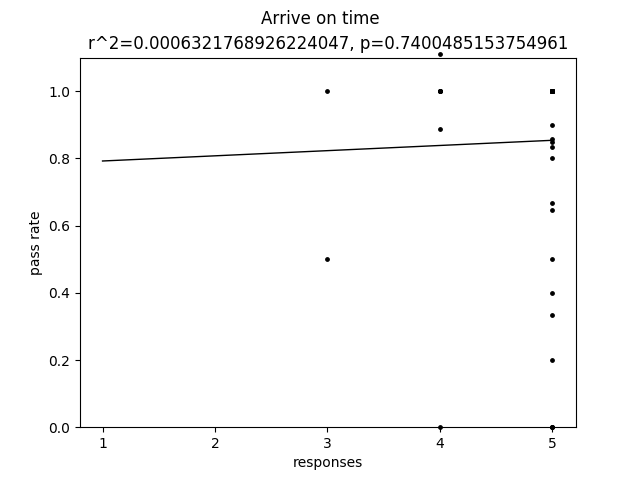 Arrive on time
r^2=0.0006321768926224047, p=0.7400485153754961
1.0
0.8
0.6
0.4
0.2
0.0
pass rate
1 2 3 4 5
responses